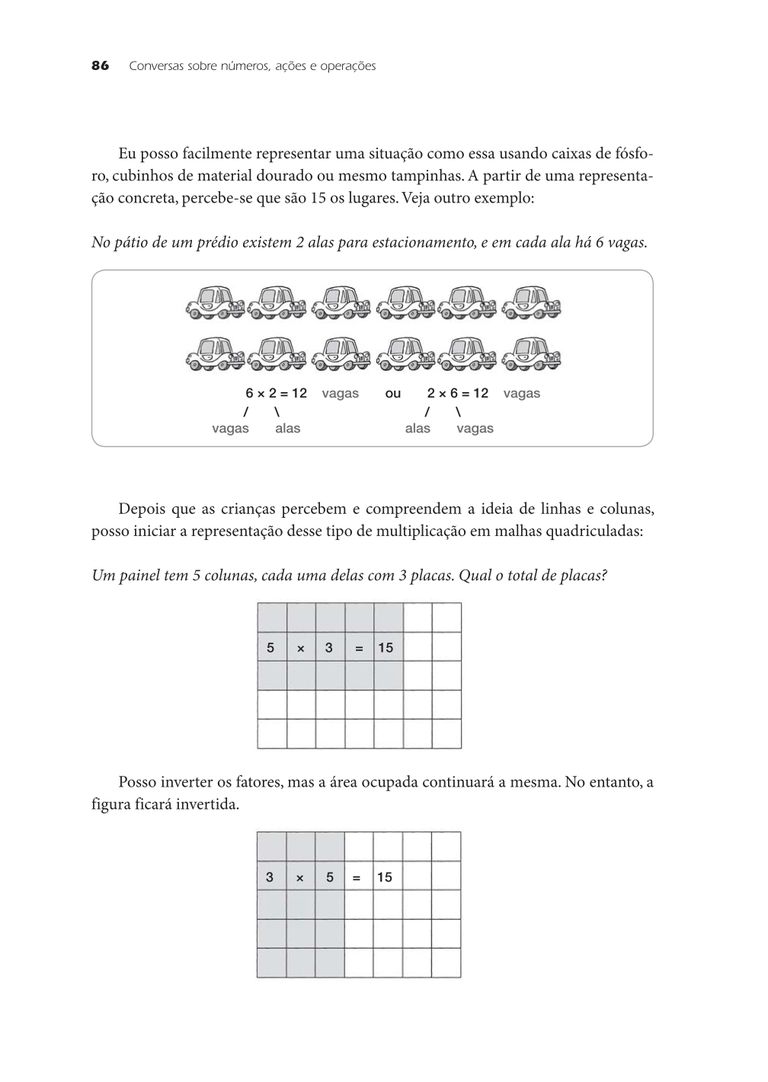 86 Conversas sobre números, ações e operações
Eu posso facilmente representar uma situação como essa usando caixas de fósfo-
ro, cubinhos de material dourado ou mesmo tampinhas. A partir de uma representa-
ção concreta, percebe-se que são 15 os lugares. Veja outro exemplo:
No pátio de um prédio existem 2 alas para estacionamento, e em cada ala há 6 vagas.
6 × 2 = 12 vagas ou 2 × 6 = 12 vagas
/ \ / \
vagas alas alas vagas
Depois que as crianças percebem e compreendem a ideia de linhas e colunas,
posso iniciar a representação desse tipo de multiplicação em malhas quadriculadas:
Um painel tem 5 colunas, cada uma delas com 3 placas. Qual o total de placas?
5 × 3 = 15
Posso inverter os fatores, mas a área ocupada continuará a mesma. No entanto, a
figura ficará invertida.
3 × 5 = 15